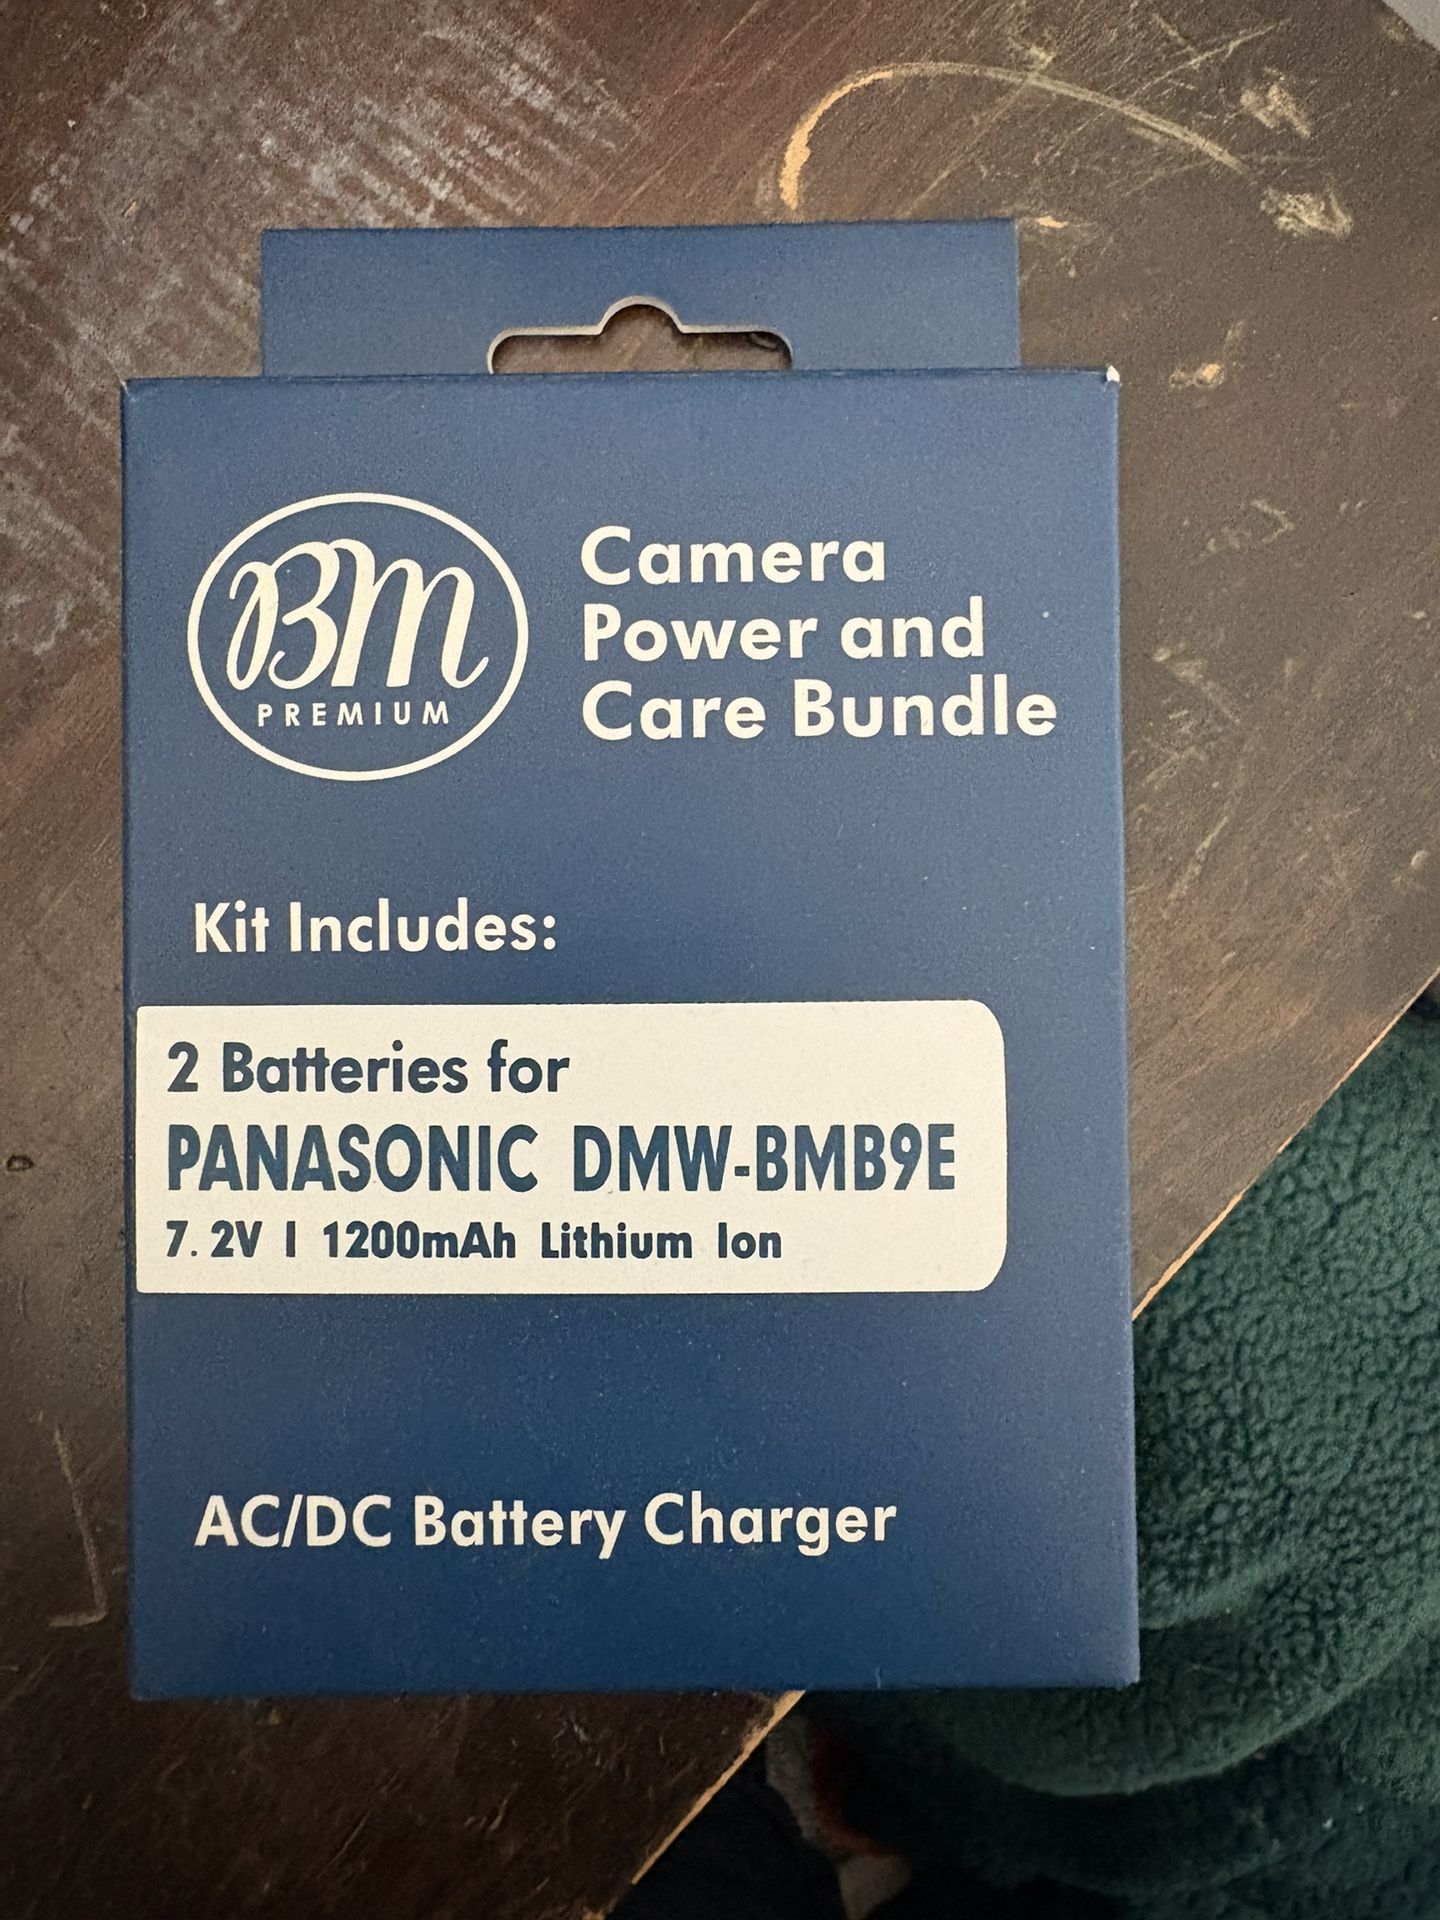 BM
PREMIUM
Camera
Power and
Care Bundle
Kit Includes:
2 Batteries for
PANASONIC DMW-BMB9E
7.2V | 1200mAh Lithium Ion
AC/DC Battery Charger